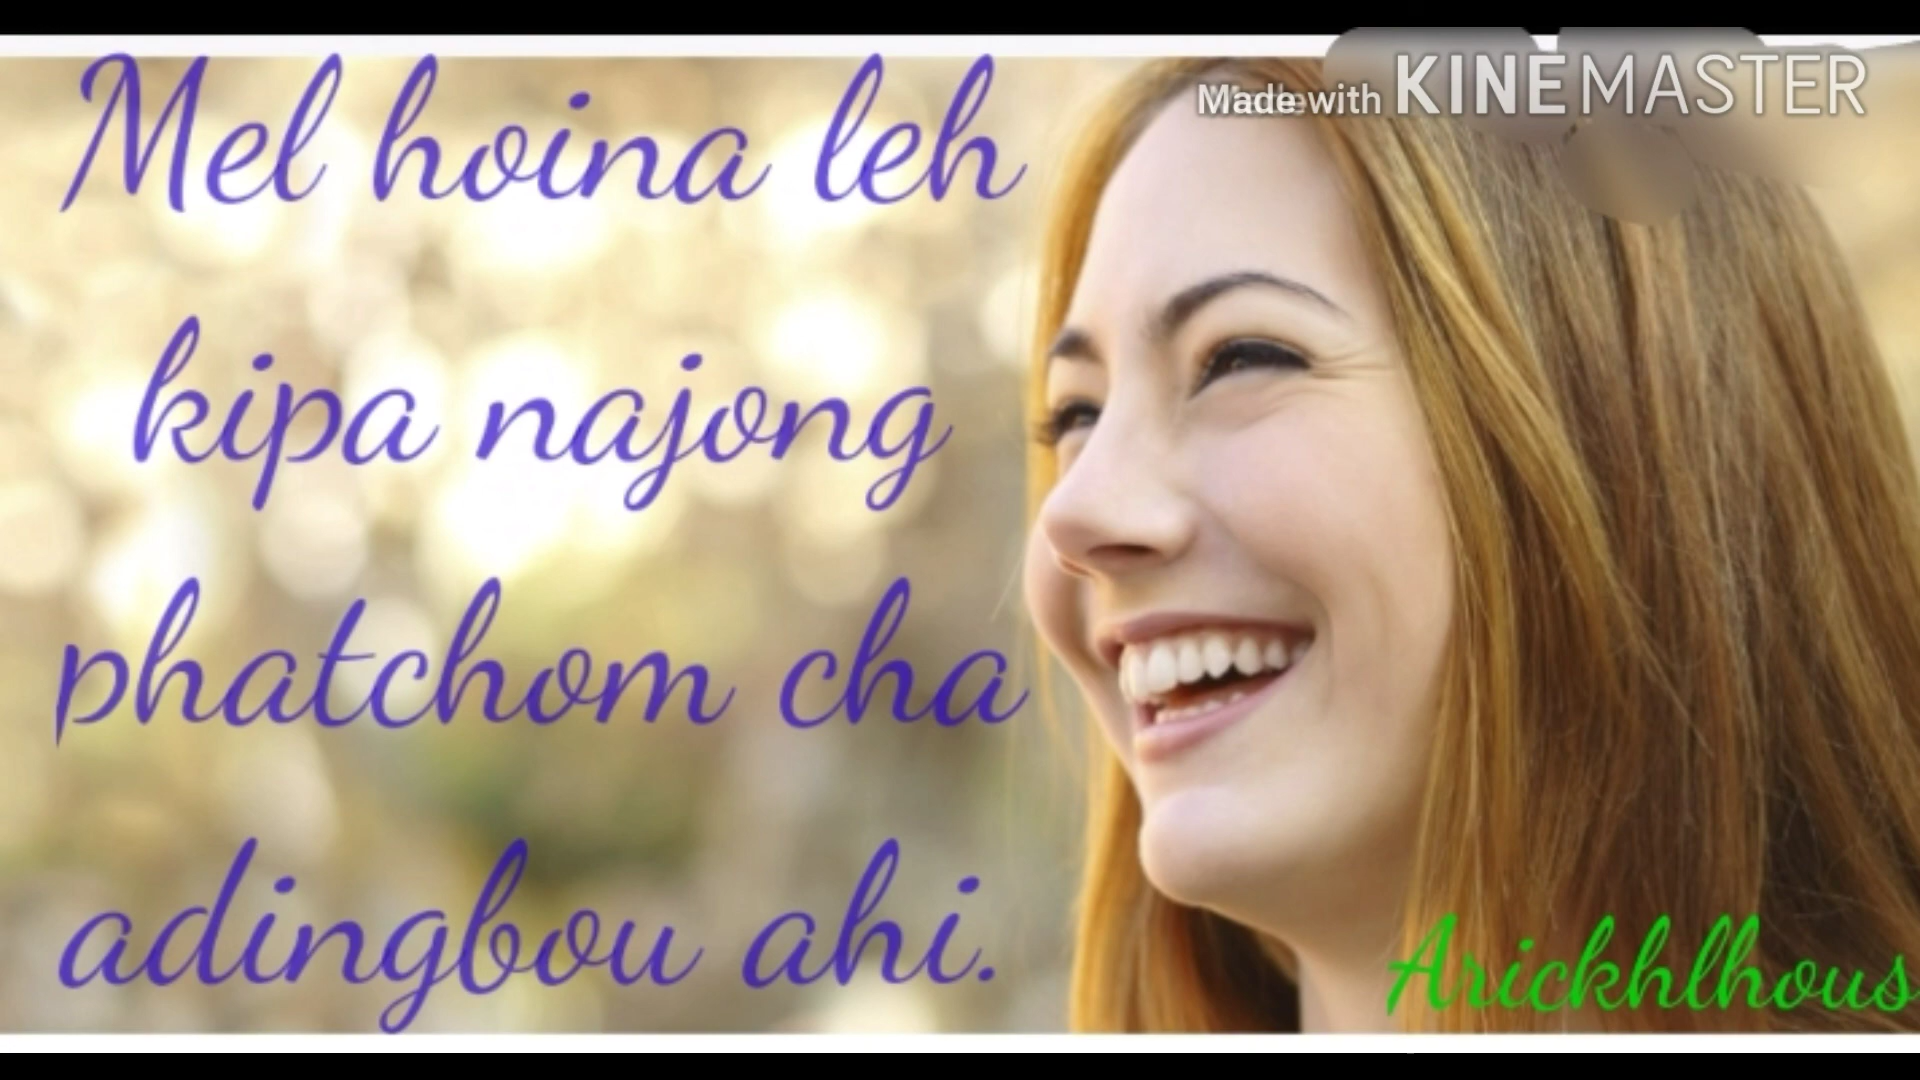 Made with KINEMASTER
Mel hoina leh
kipa najong
phatchom cha
adingbou ahi.
Arickhlhous